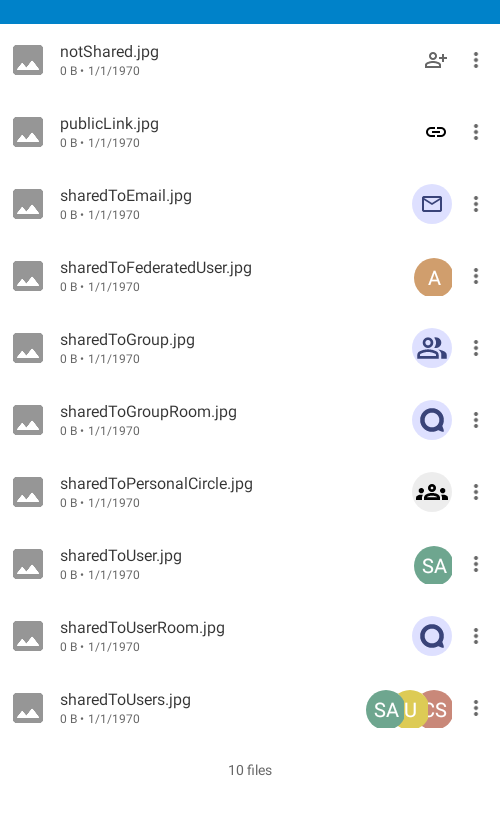 notShared.jpg
0 B • 1/1/1970
publicLink.jpg
0 B • 1/1/1970
sharedToEmail.jpg
0 B • 1/1/1970
sharedToFederatedUser.jpg
0 B • 1/1/1970
A
sharedToGroup.jpg
0 B • 1/1/1970
sharedToGroupRoom.jpg
0 B • 1/1/1970
sharedToPersonalCircle.jpg
0 B • 1/1/1970
sharedToUser.jpg
0 B • 1/1/1970
SA
sharedToUserRoom.jpg
0 B • 1/1/1970
sharedToUsers.jpg
0 B • 1/1/1970
SA U CS
10 files